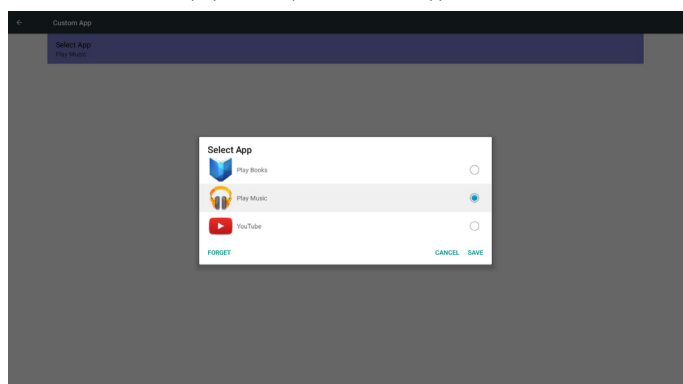 Custom App
Select App
Play Music
Select App
Play Books
Play Music
YouTube
FORGET
CANCEL SAVE